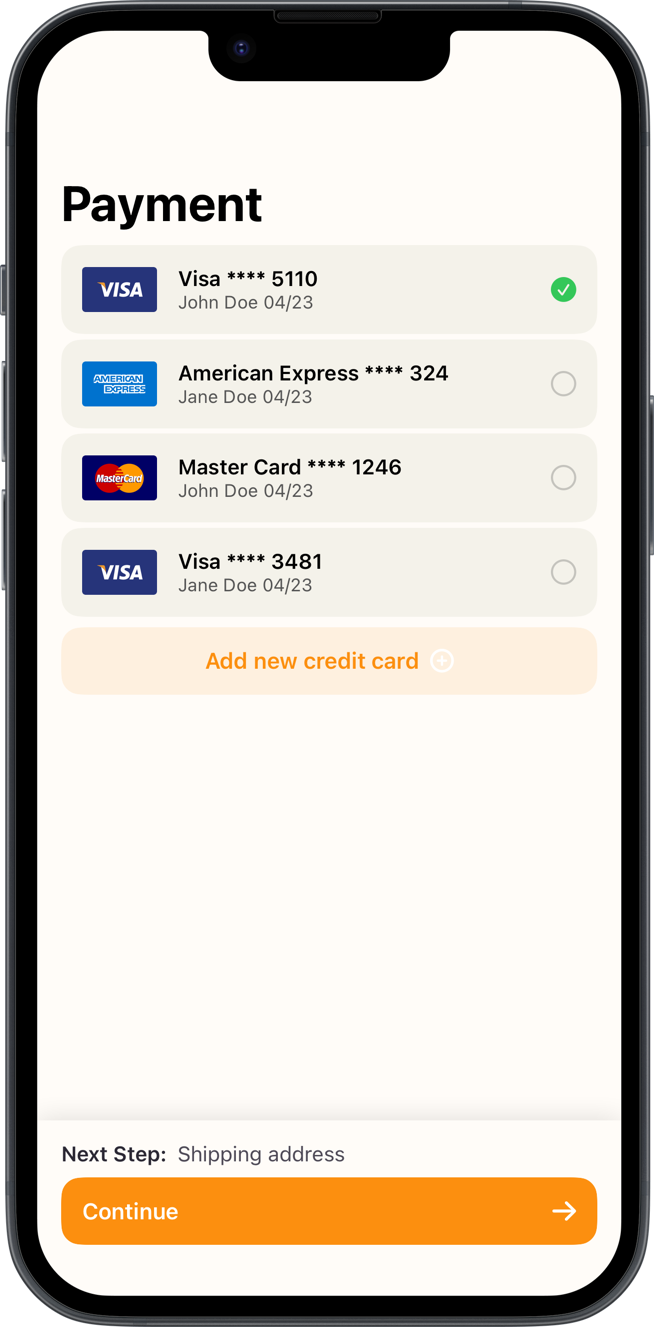 Payment
VISA
Visa **** 5110
John Doe 04/23
AMERICAN
EXPRESS
American Express **** 324
Jane Doe 04/23
MasterCard
Master Card **** 1246
John Doe 04/23
VISA
Visa **** 3481
Jane Doe 04/23
Add new credit card
Next Step: Shipping address
Continue